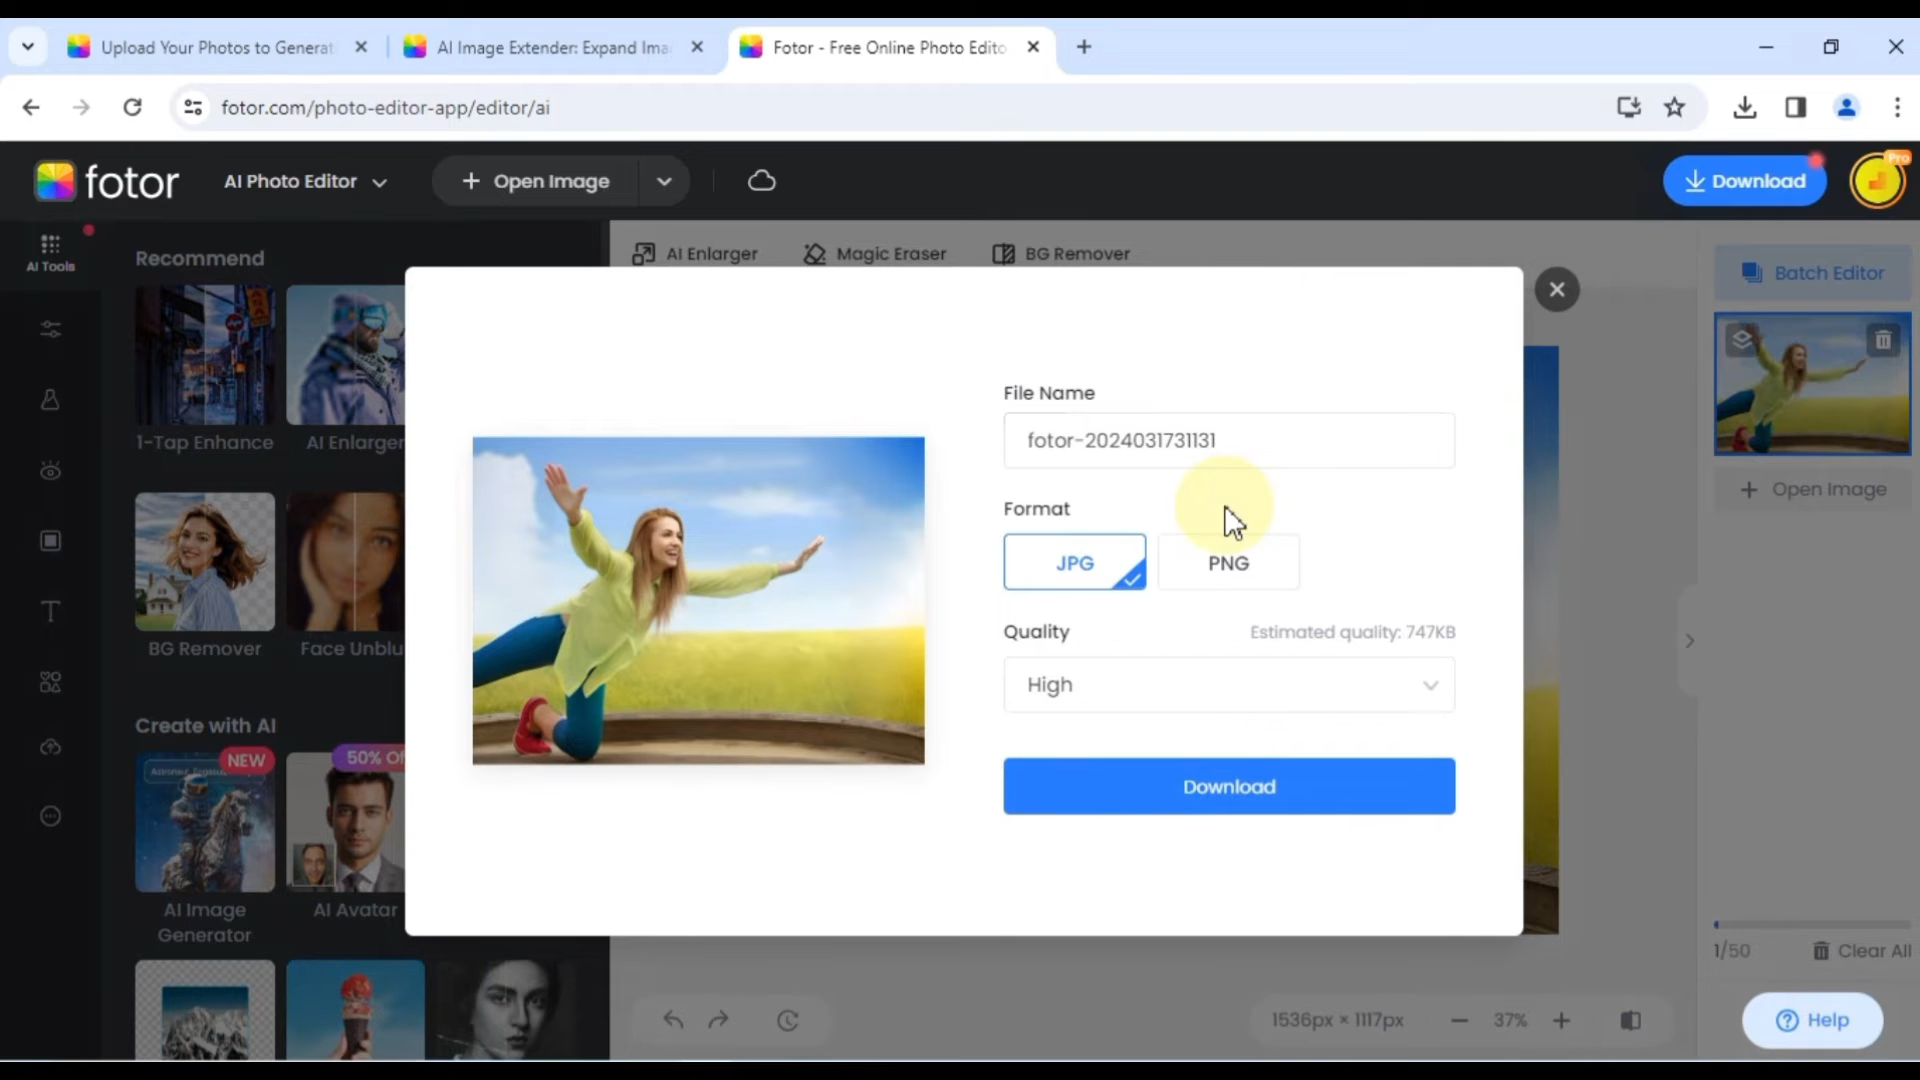 Upload Your Photos to Generat
AI Image Extender: Expand Ima
Fotor - Free Online Photo Edito
fotor.com/photo-editor-app/editor/ai
fotor
AI Photo Editor
Open Image
Download
Pro
AI Tools
Recommend
AI Enlarger
Magic Eraser
BG Remover
Batch Editor
1-Tap Enhance
AI Enlarger
BG Remover
Face Unblu
Create with AI
NEW
50% Of
AI Image
Generator
AI Avatar
File Name
fotor-2024031731131
Format
JPG
PNG
Quality
Estimated quality: 747KB
High
Download
Open Image
1/50
Clear All
1536px × 1117px
37%
Help